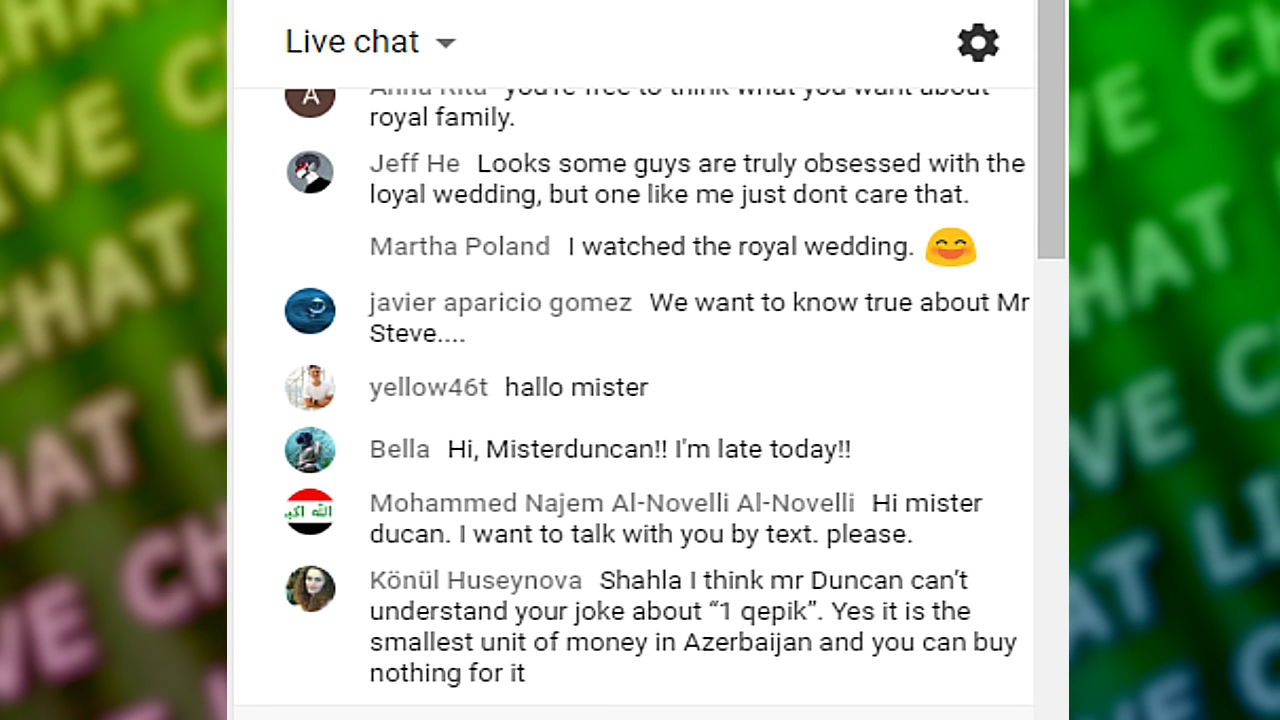 Live chat
A Anna Rita you're free to think what you want about
royal family.
Jeff He Looks some guys are truly obsessed with the
loyal wedding, but one like me just dont care that.
Martha Poland I watched the royal wedding. 😄
javier aparicio gomez We want to know true about Mr
Steve....
yellow46t hallo mister
Bella Hi, Misterduncan!! I'm late today!!
الله اكبر
Mohammed Najem Al-Novelli Al-Novelli Hi mister
ducan. I want to talk with you by text. please.
Könül Huseynova Shahla I think mr Duncan can’t
understand your joke about “1 qepik”. Yes it is the
smallest unit of money in Azerbaijan and you can buy
nothing for it